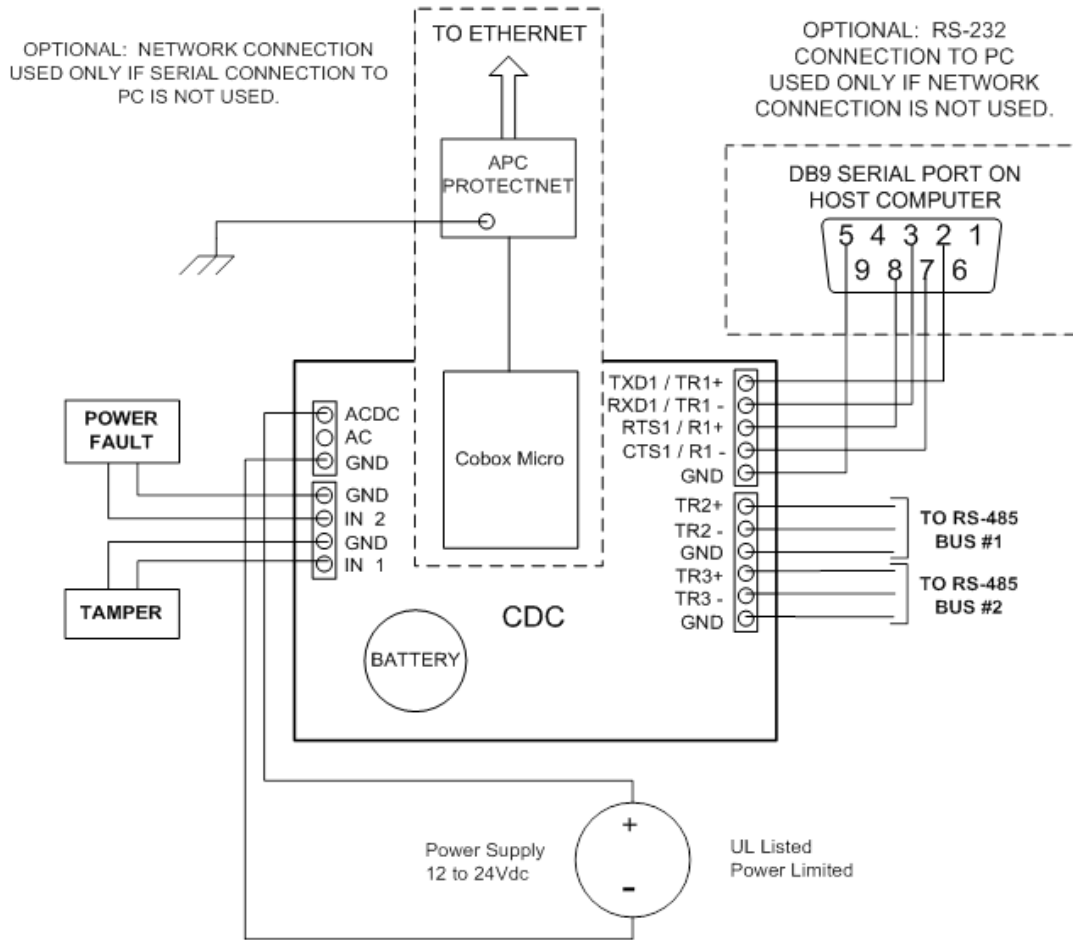 OPTIONAL: NETWORK CONNECTION
USED ONLY IF SERIAL CONNECTION TO
PC IS NOT USED.
TO ETHERNET
OPTIONAL: RS-232
CONNECTION TO PC
USED ONLY IF NETWORK
CONNECTION IS NOT USED.
APC
PROTECTNET
DB9 SERIAL PORT ON
HOST COMPUTER
5 4 3 2 1
9 8 7 6
POWER
FAULT
TAMPER
ACDC
AC
GND
GND
IN 2
GND
IN 1
Cobox Micro
TXD1 / TR1+
RXD1 / TR1 -
RTS1 / R1+
CTS1 / R1 -
GND
TR2+
TR2 -
GND
TR3+
TR3 -
GND
TO RS-485
BUS #1
TO RS-485
BUS #2
CDC
BATTERY
Power Supply
12 to 24Vdc
+
-
UL Listed
Power Limited